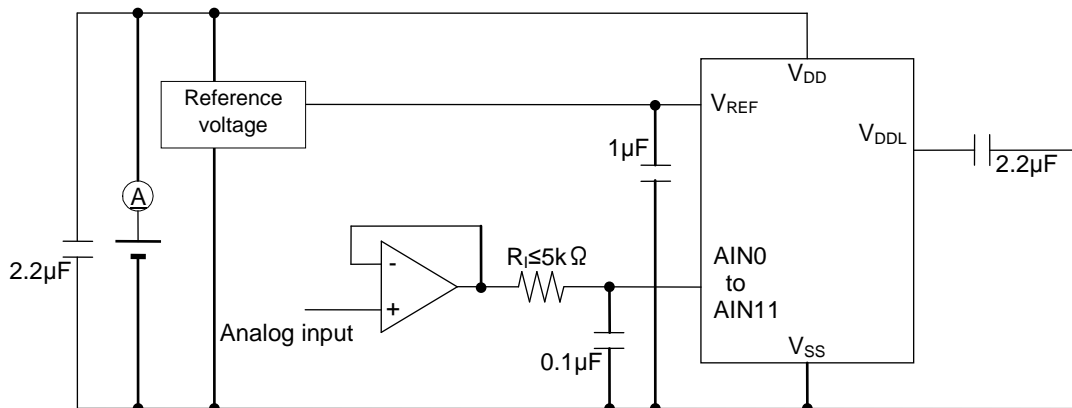 V_DD
Reference
voltage
V_REF
V_DDL
1µF
2.2µF
A
2.2µF
R_I≤5kΩ
-
+
AIN0
to
AIN11
Analog input
0.1µF
V_SS